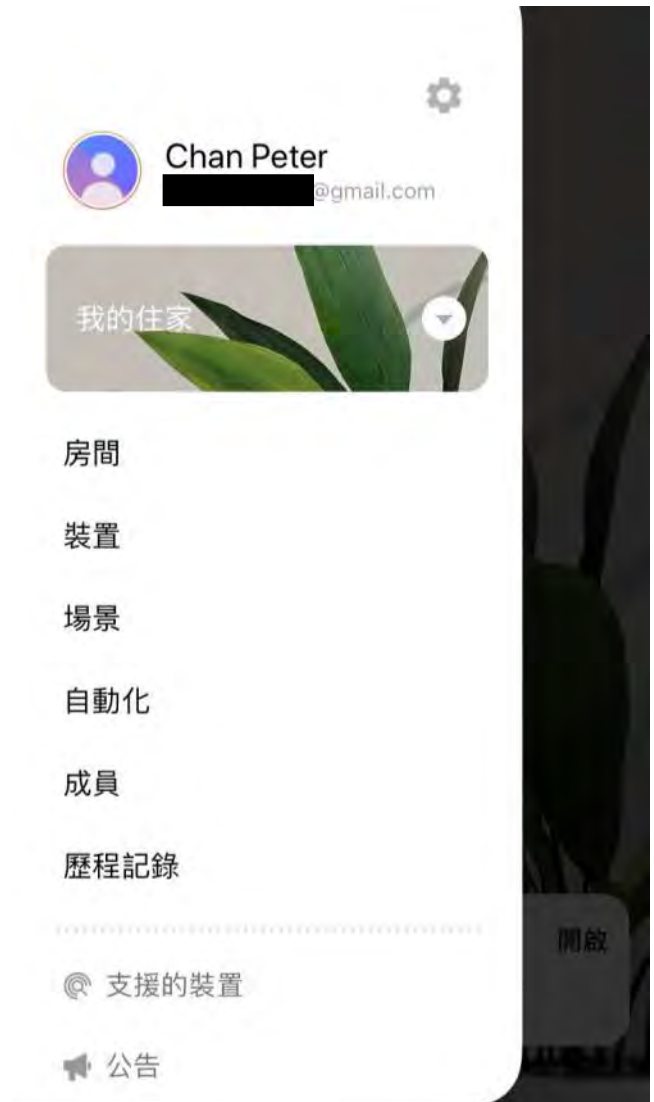 Chan Peter
@gmail.com
我的住家
房間
裝置
場景
自動化
成員
歷程記錄
開啟
支援的裝置
公告